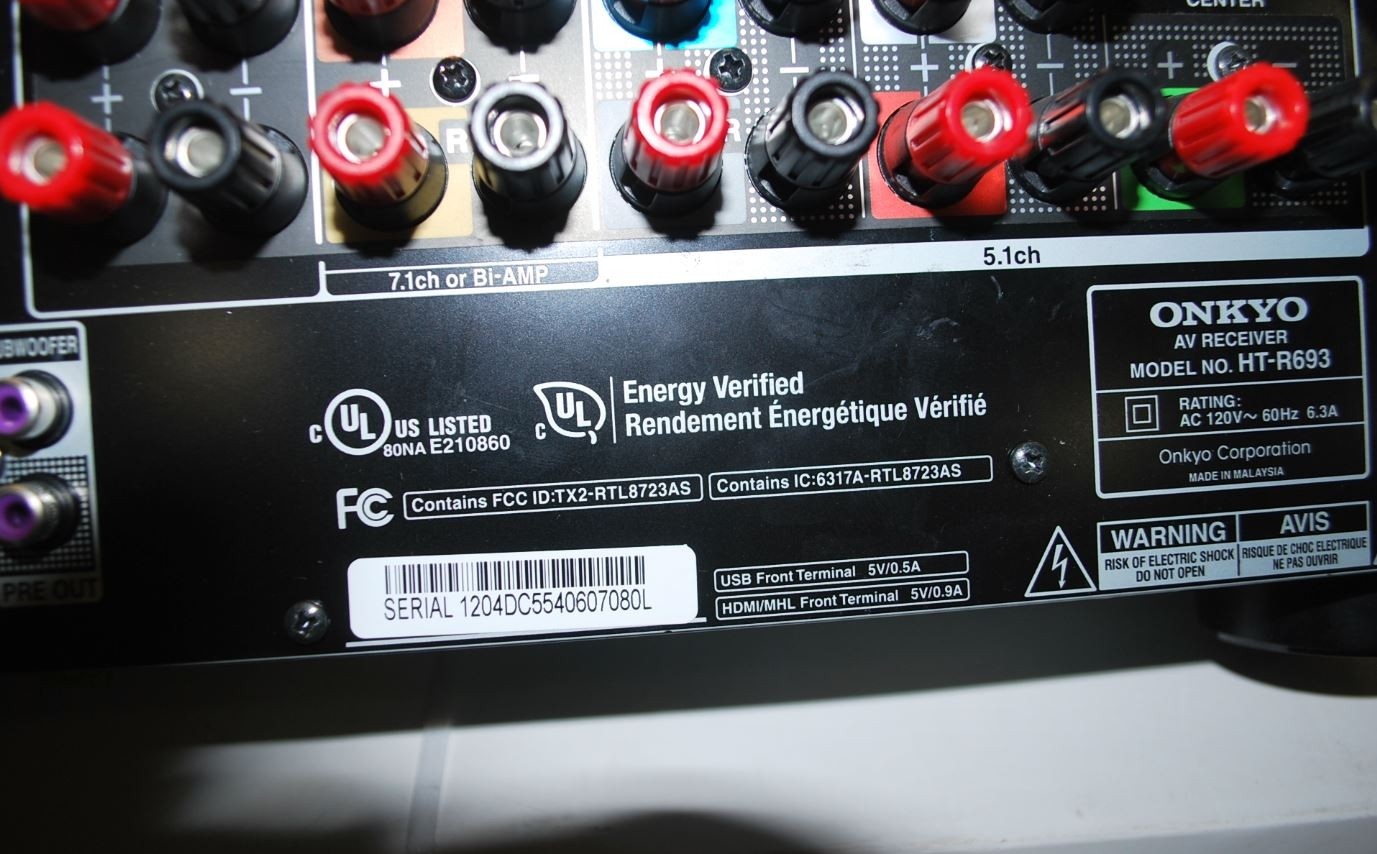 CENTER
+ − + − + − + − + −
R R
7.1ch or Bi-AMP
5.1ch
SUBWOOFER
PRE OUT
C UL US LISTED
80NA E210860
C UL Energy Verified
Rendement Énergétique Vérifié
FC Contains FCC ID:TX2-RTL8723AS
Contains IC:6317A-RTL8723AS
SERIAL 1204DC5540607080L
USB Front Terminal 5V/0.5A
HDMI/MHL Front Terminal 5V/0.9A
ONKYO
AV RECEIVER
MODEL NO. HT-R693
RATING:
AC 120V~ 60Hz 6.3A
Onkyo Corporation
MADE IN MALAYSIA
WARNING
RISK OF ELECTRIC SHOCK
DO NOT OPEN
AVIS
RISQUE DE CHOC ELECTRIQUE
NE PAS OUVRIR